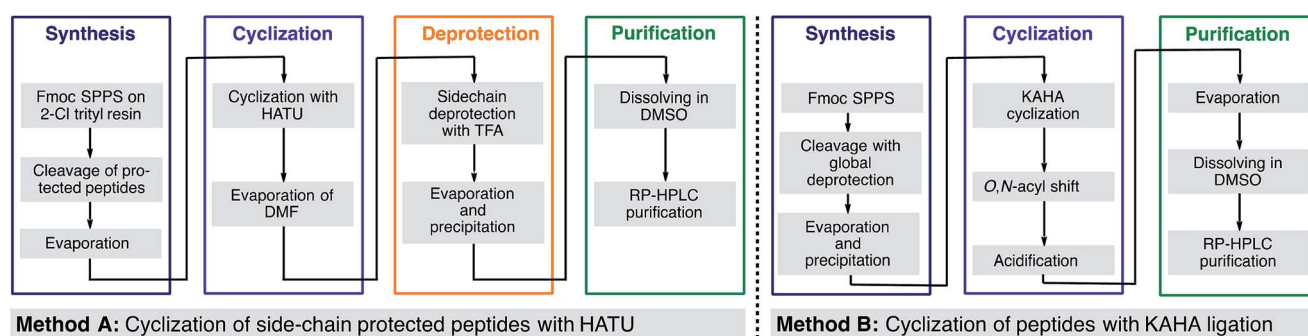 Synthesis
Fmoc SPPS on
2-Cl trityl resin
Cleavage of pro-
tected peptides
Evaporation
Cyclization
Cyclization with
HATU
Evaporation of
DMF
Deprotection
Sidechain
deprotection
with TFA
Evaporation
and
precipitation
Purification
Dissolving in
DMSO
RP-HPLC
purification
Method A: Cyclization of side-chain protected peptides with HATU
Synthesis
Fmoc SPPS
Cleavage with
global
deprotection
Evaporation
and
precipitation
Cyclization
KAHA
cyclization
O,N-acyl shift
Acidification
Purification
Evaporation
Dissolving in
DMSO
RP-HPLC
purification
Method B: Cyclization of peptides with KAHA ligation